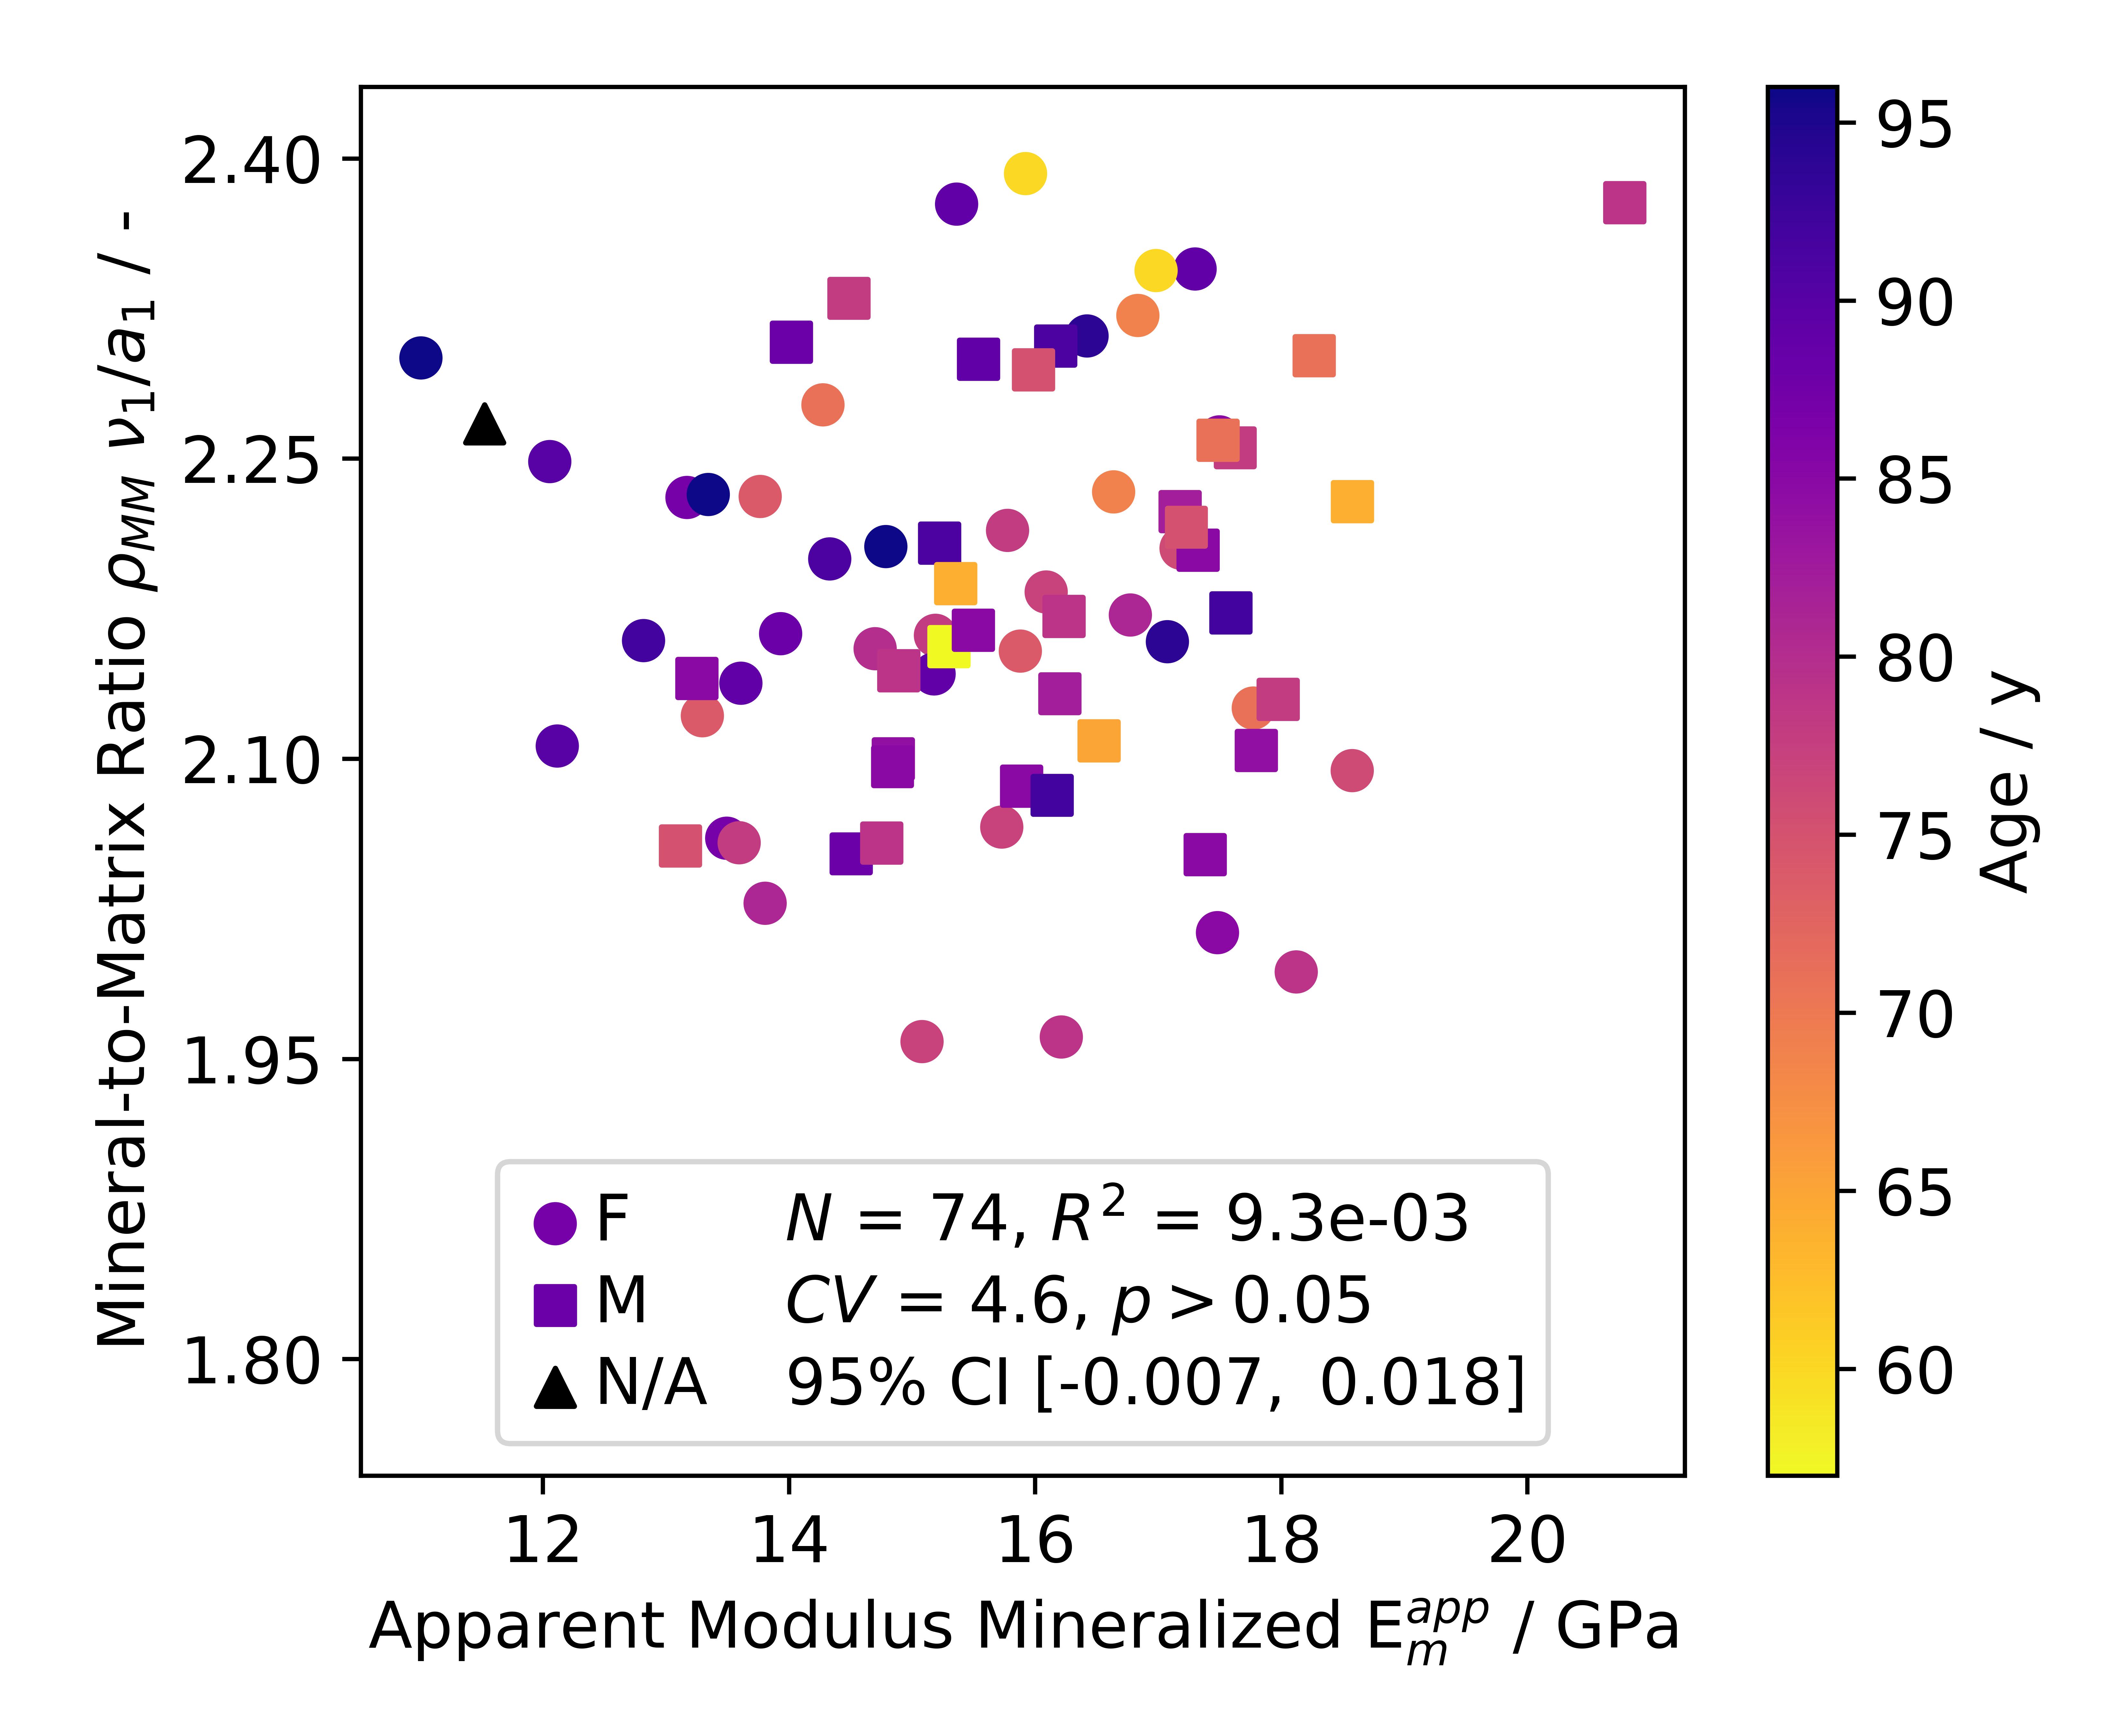 Mineral-to-Matrix Ratio ρMM ν₁/a₁ / -
2.40
2.25
2.10
1.95
1.80
F N = 74, R² = 9.3e-03
M CV = 4.6, p > 0.05
N/A 95% CI [-0.007, 0.018]
12 14 16 18 20
Apparent Modulus Mineralized Eₘᵃᵖᵖ / GPa
95
90
85
80
75
70
65
60
Age / y